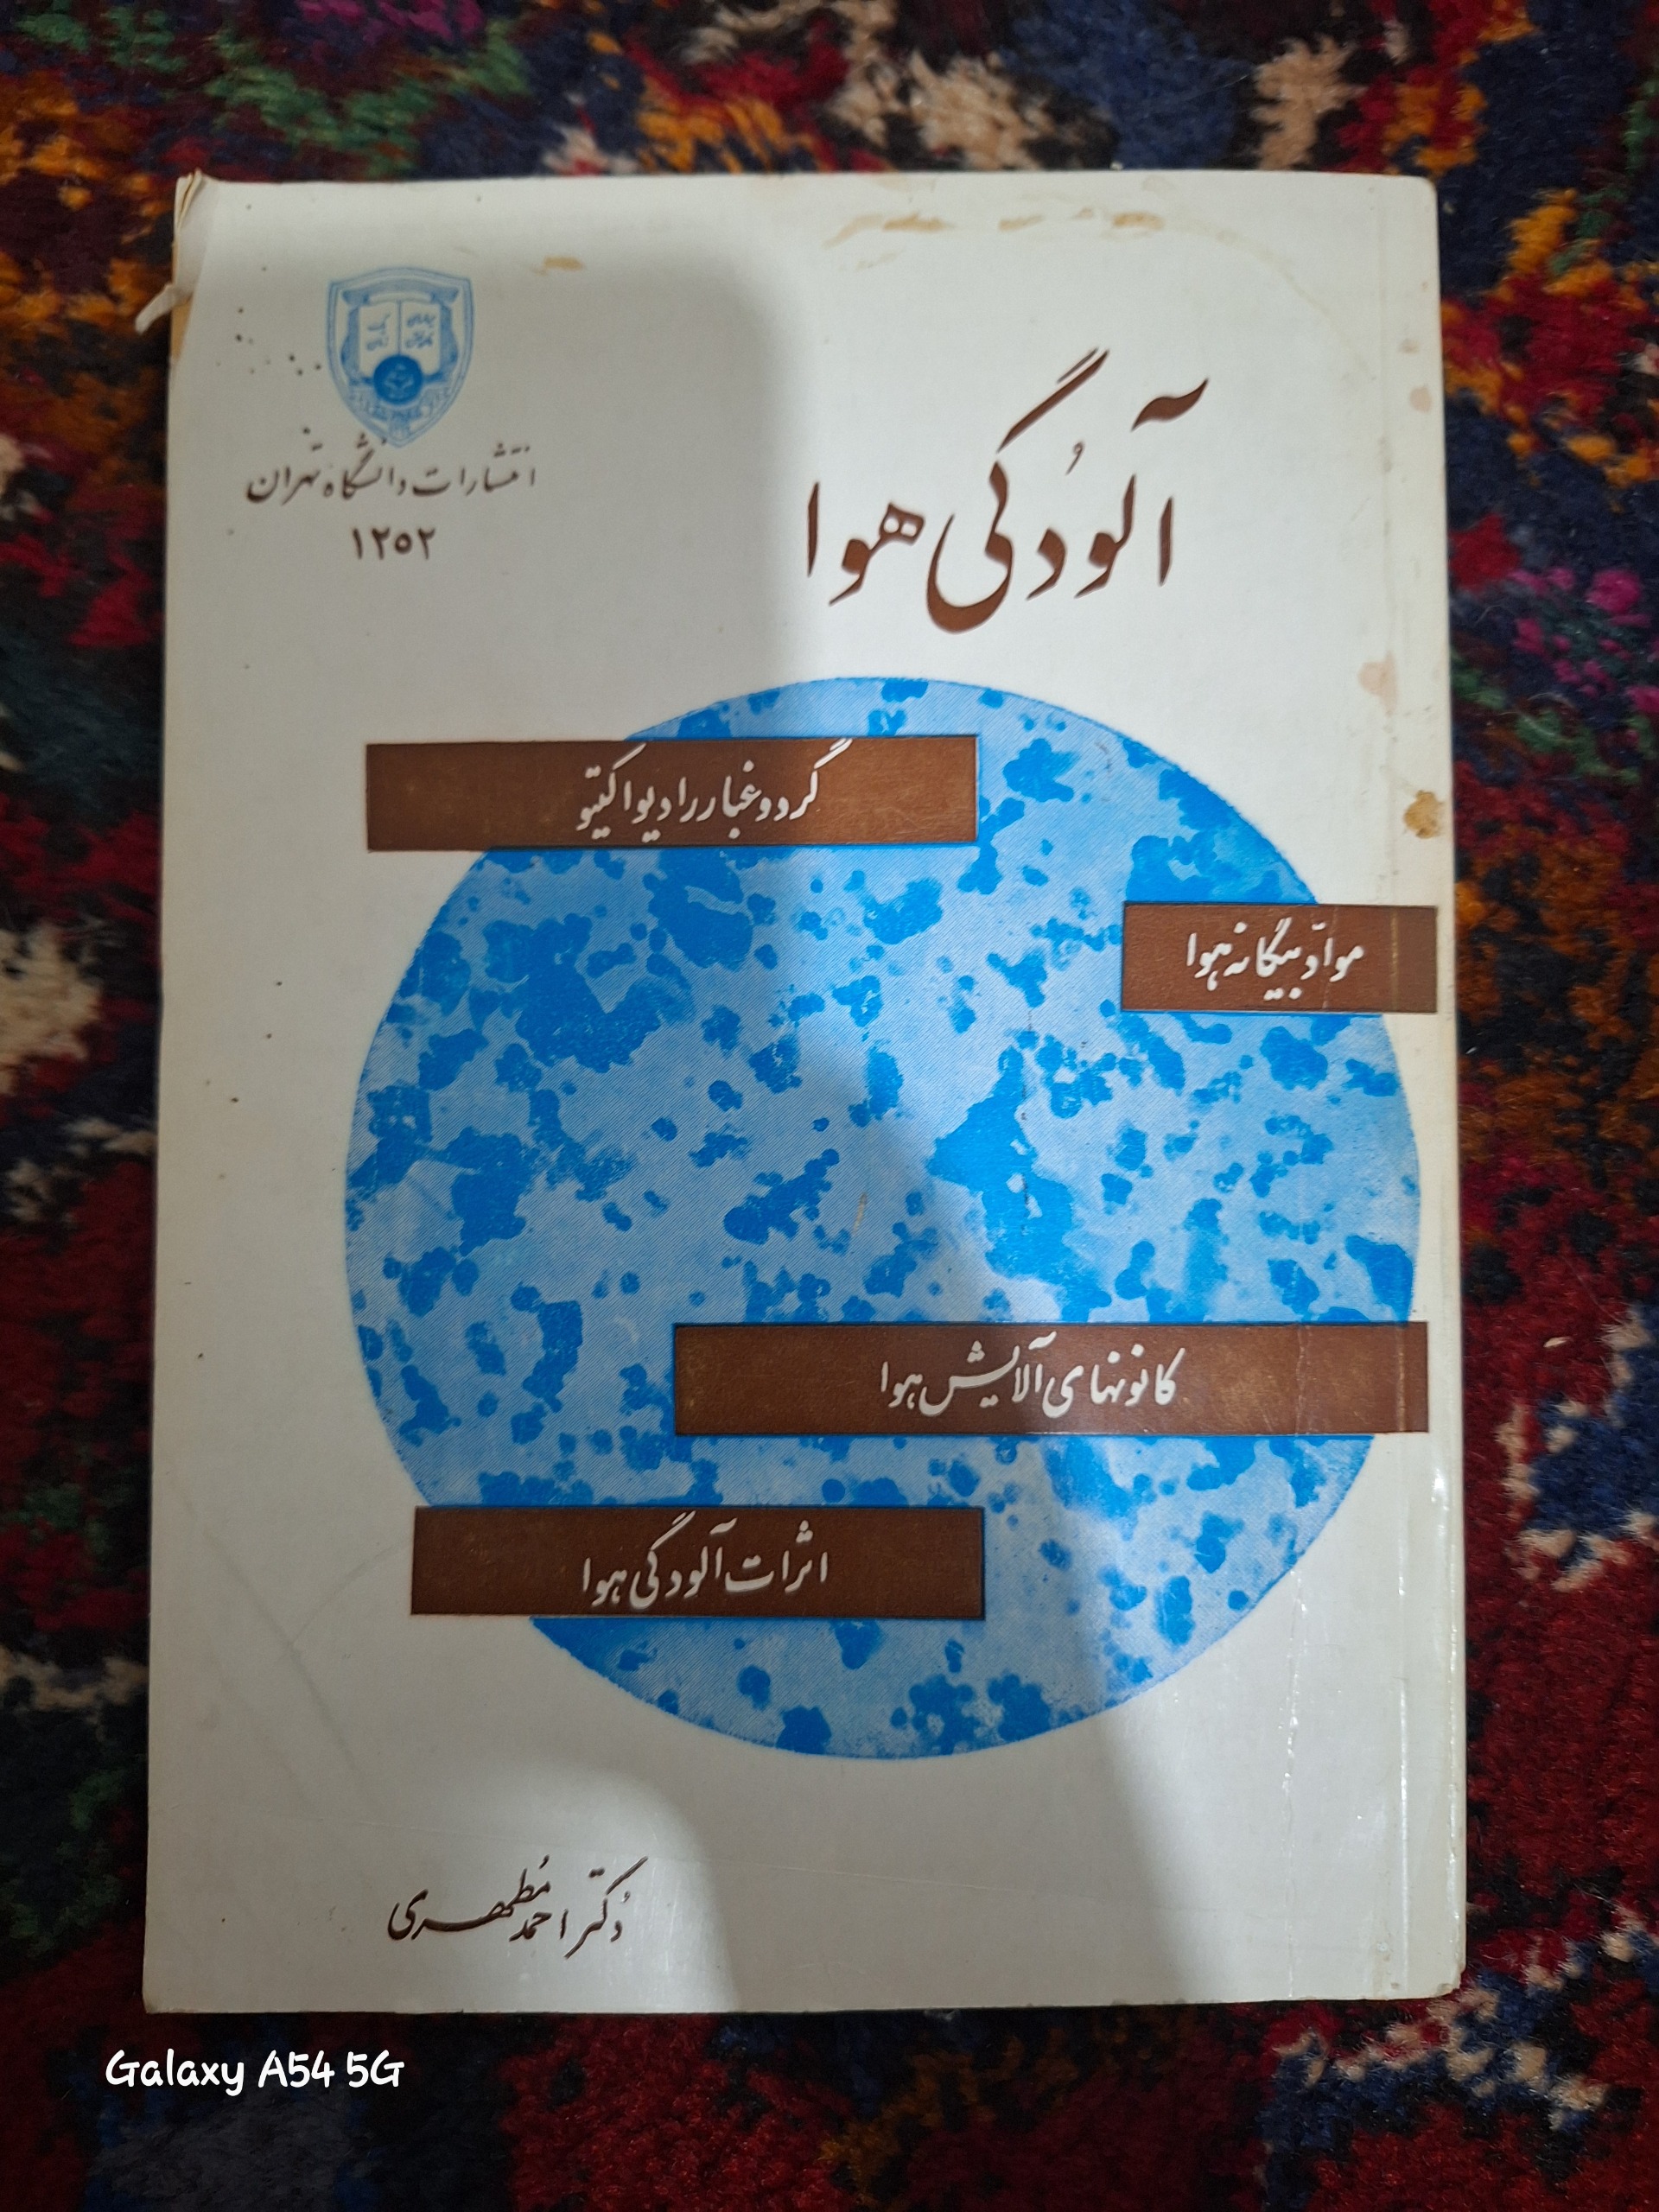 آلودگی هوا
انتشارات دانشگاه تهران
۱۲۵۲
گرد و غبار رادیواکتیو
موادّ بیگانه هوا
کانونهای آلایش هوا
اثرات آلودگی هوا
دکتر احمد مُطهری
Galaxy A54 5G